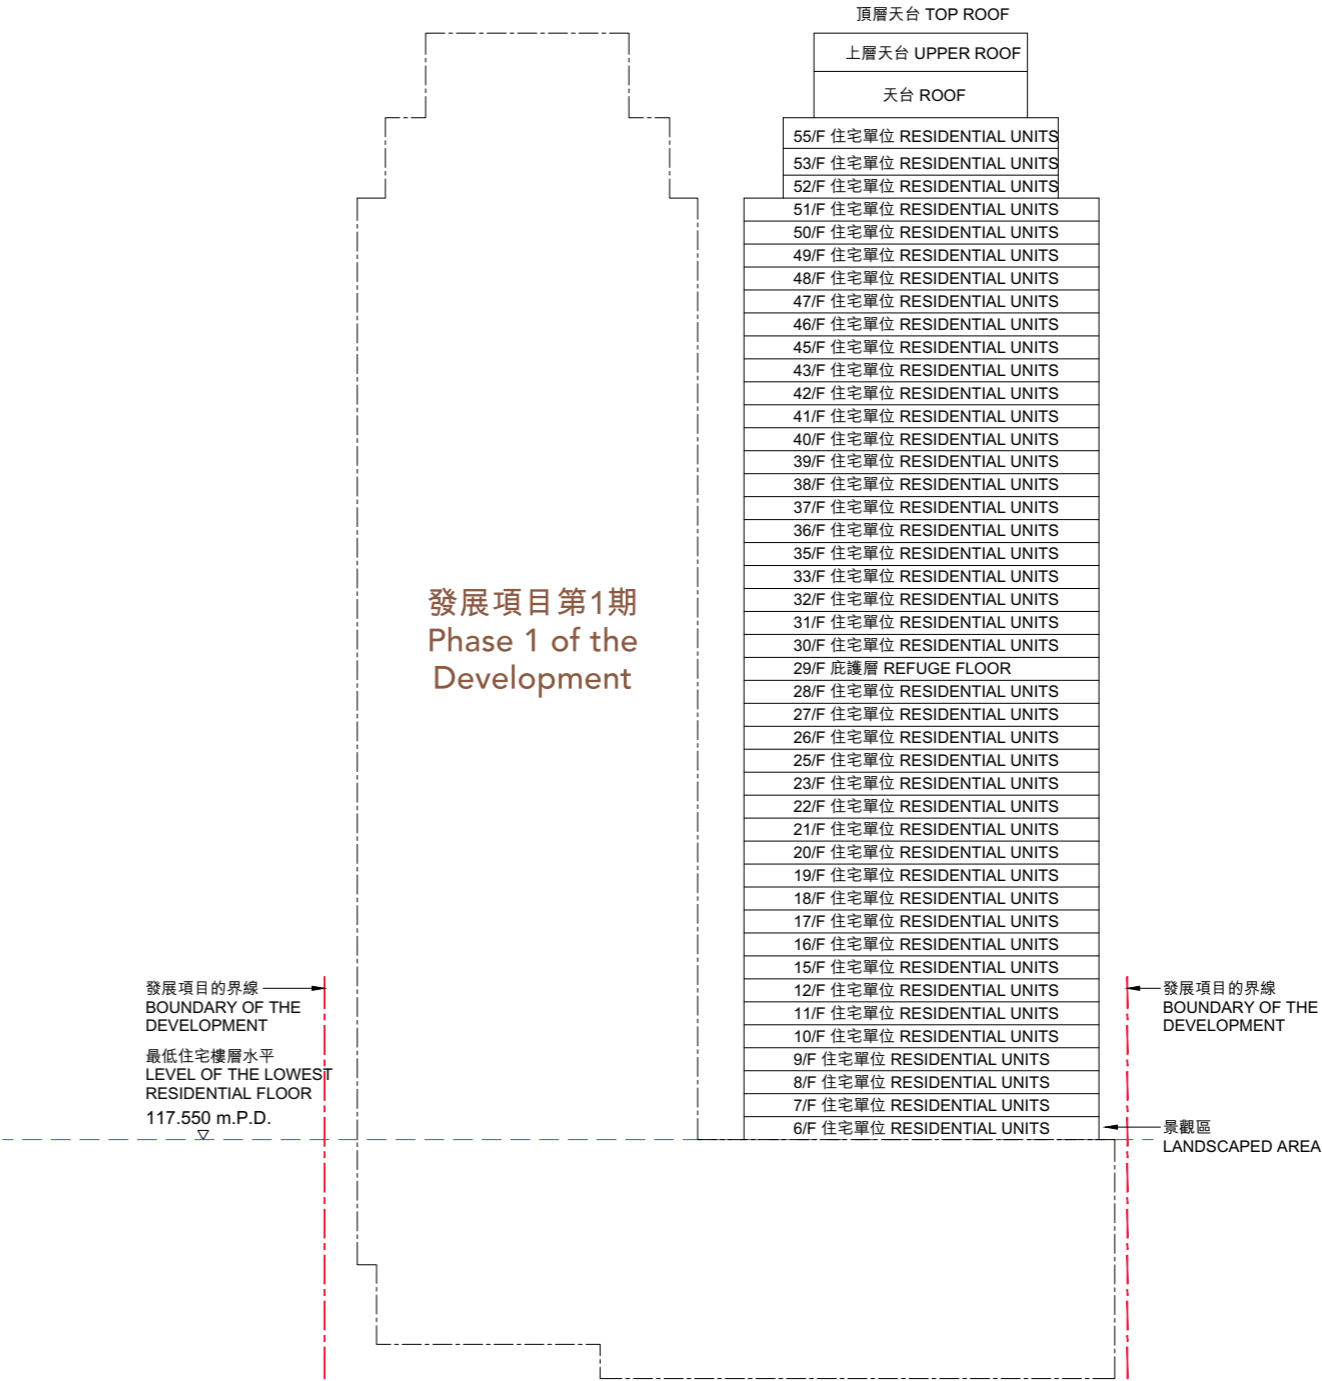 頂層天台 TOP ROOF
上層天台 UPPER ROOF
天台 ROOF
55/F 住宅單位 RESIDENTIAL UNITS
53/F 住宅單位 RESIDENTIAL UNITS
52/F 住宅單位 RESIDENTIAL UNITS
51/F 住宅單位 RESIDENTIAL UNITS
50/F 住宅單位 RESIDENTIAL UNITS
49/F 住宅單位 RESIDENTIAL UNITS
48/F 住宅單位 RESIDENTIAL UNITS
47/F 住宅單位 RESIDENTIAL UNITS
46/F 住宅單位 RESIDENTIAL UNITS
45/F 住宅單位 RESIDENTIAL UNITS
43/F 住宅單位 RESIDENTIAL UNITS
42/F 住宅單位 RESIDENTIAL UNITS
41/F 住宅單位 RESIDENTIAL UNITS
40/F 住宅單位 RESIDENTIAL UNITS
39/F 住宅單位 RESIDENTIAL UNITS
38/F 住宅單位 RESIDENTIAL UNITS
37/F 住宅單位 RESIDENTIAL UNITS
36/F 住宅單位 RESIDENTIAL UNITS
35/F 住宅單位 RESIDENTIAL UNITS
33/F 住宅單位 RESIDENTIAL UNITS
32/F 住宅單位 RESIDENTIAL UNITS
31/F 住宅單位 RESIDENTIAL UNITS
30/F 住宅單位 RESIDENTIAL UNITS
29/F 庇護層 REFUGE FLOOR
28/F 住宅單位 RESIDENTIAL UNITS
27/F 住宅單位 RESIDENTIAL UNITS
26/F 住宅單位 RESIDENTIAL UNITS
25/F 住宅單位 RESIDENTIAL UNITS
23/F 住宅單位 RESIDENTIAL UNITS
22/F 住宅單位 RESIDENTIAL UNITS
21/F 住宅單位 RESIDENTIAL UNITS
20/F 住宅單位 RESIDENTIAL UNITS
19/F 住宅單位 RESIDENTIAL UNITS
18/F 住宅單位 RESIDENTIAL UNITS
17/F 住宅單位 RESIDENTIAL UNITS
16/F 住宅單位 RESIDENTIAL UNITS
15/F 住宅單位 RESIDENTIAL UNITS
12/F 住宅單位 RESIDENTIAL UNITS
11/F 住宅單位 RESIDENTIAL UNITS
10/F 住宅單位 RESIDENTIAL UNITS
9/F 住宅單位 RESIDENTIAL UNITS
8/F 住宅單位 RESIDENTIAL UNITS
7/F 住宅單位 RESIDENTIAL UNITS
6/F 住宅單位 RESIDENTIAL UNITS
發展項目第1期
Phase 1 of the
Development
發展項目的界線
BOUNDARY OF THE
DEVELOPMENT
最低住宅樓層水平
LEVEL OF THE LOWEST
RESIDENTIAL FLOOR
117.550 m.P.D.
發展項目的界線
BOUNDARY OF THE
DEVELOPMENT
景觀區
LANDSCAPED AREA